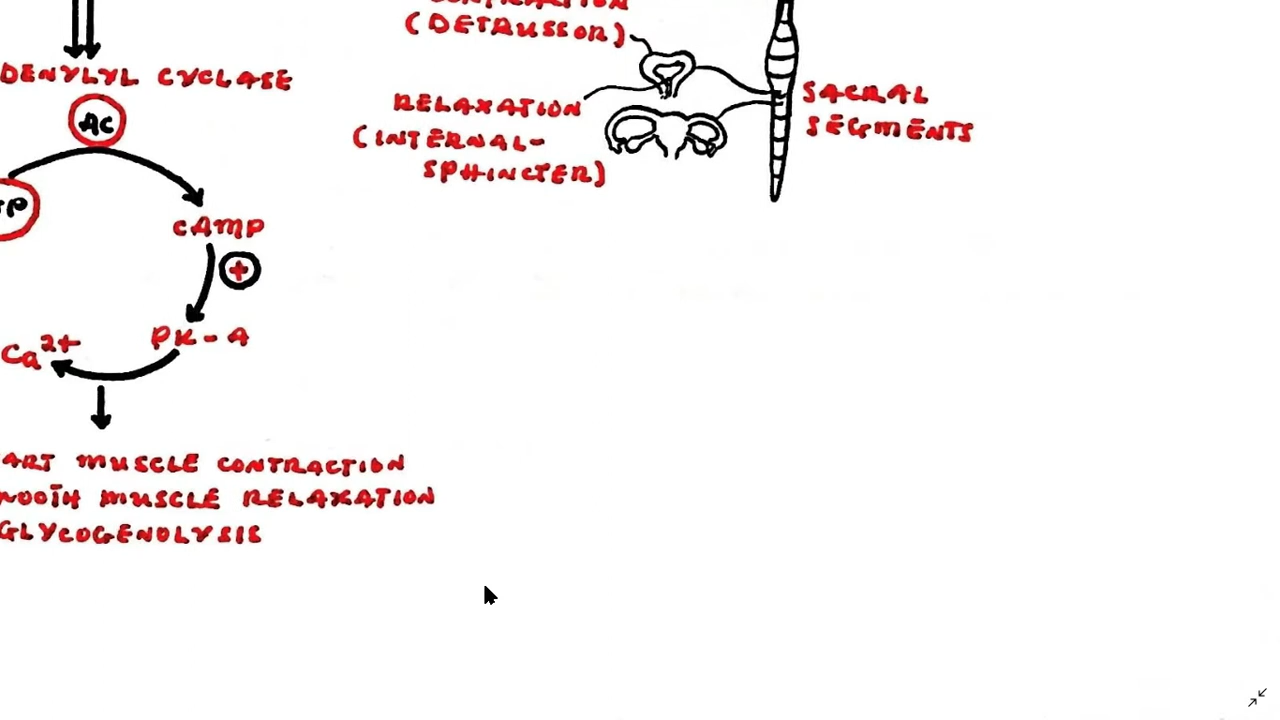 (DETRUSSOR)
DENYLYL CYCLASE
AC
RELAXATION
(INTERNAL-
SPHINCTER)
SACRAL
SEGMENTS
TP
cAMP
+
PK-A
Ca2+
ART MUSCLE CONTRACTION
MOOTH MUSCLE RELAXATION
GLYCOGENOLYSIS